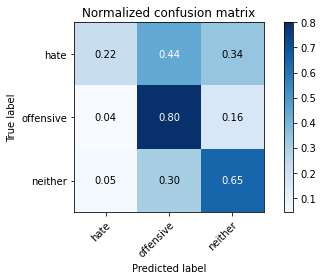 Normalized confusion matrix
True label
hate 0.22 0.44 0.34
offensive 0.04 0.80 0.16
neither 0.05 0.30 0.65
hate offensive neither
Predicted label
0.8
0.7
0.6
0.5
0.4
0.3
0.2
0.1